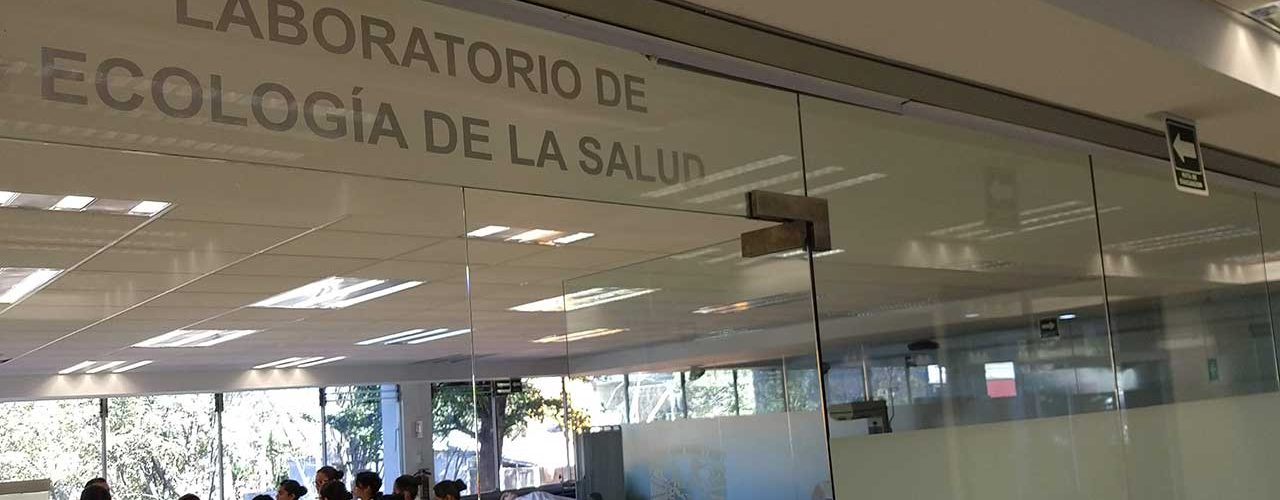 LABORATORIO DE
ECOLOGÍA DE LA SALUD